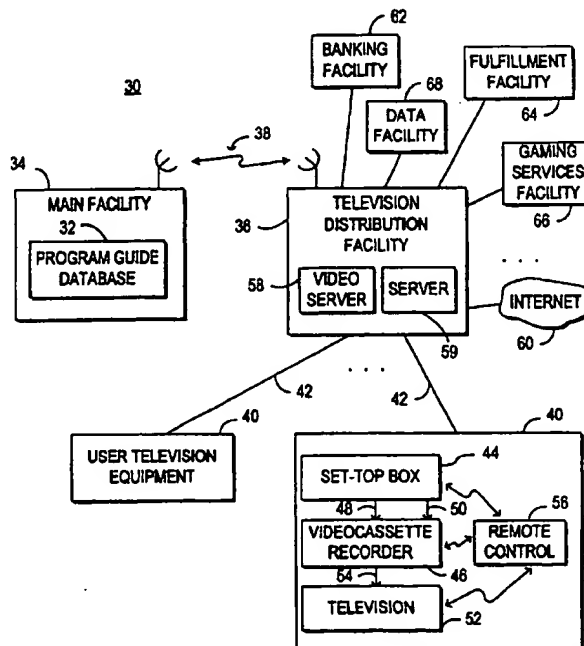 62
BANKING
FACILITY
30
68
DATA
FACILITY
FULFILLMENT
FACILITY
64
38
34
MAIN FACILITY
32
PROGRAM GUIDE
DATABASE
36
TELEVISION
DISTRIBUTION
FACILITY
58
VIDEO
SERVER
SERVER
59
GAMING
SERVICES
FACILITY
66
. . . .
INTERNET
60
42
. . .
42
40
USER TELEVISION
EQUIPMENT
40
SET-TOP BOX
44
48
50
VIDEOCASSETTE
RECORDER
46
56
REMOTE
CONTROL
54
TELEVISION
52